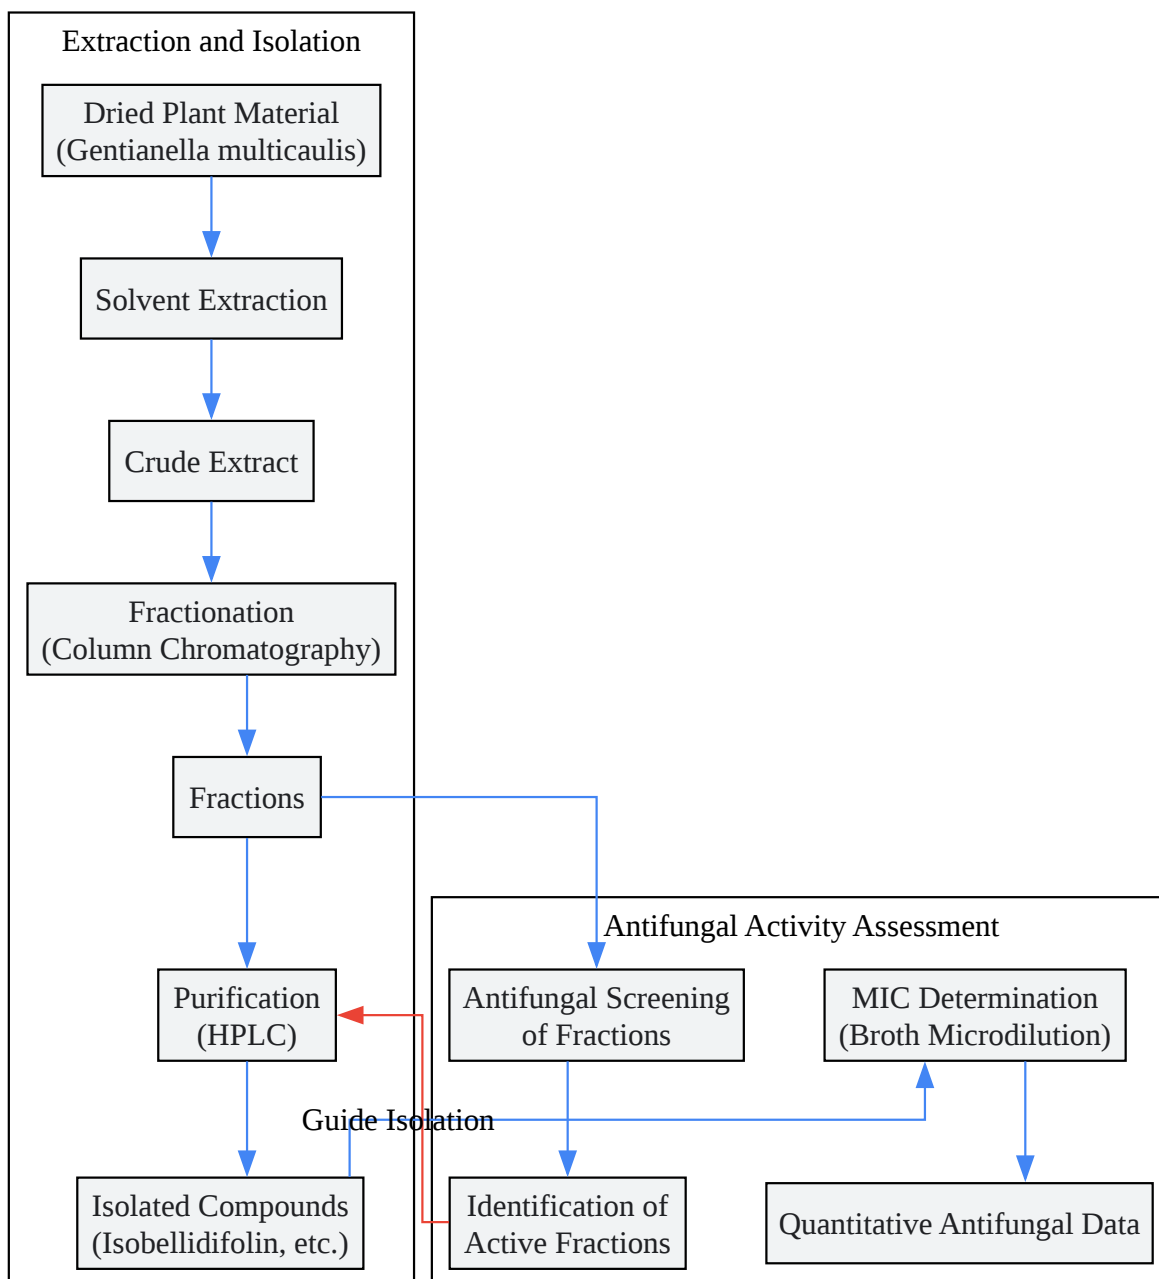 Extraction and Isolation
Dried Plant Material
(Gentianella multicaulis)
Solvent Extraction
Crude Extract
Fractionation
(Column Chromatography)
Fractions
Purification
(HPLC)
Isolated Compounds
(Isobellidifolin, etc.)
Guide Isolation
Antifungal Activity Assessment
Antifungal Screening
of Fractions
Identification of
Active Fractions
MIC Determination
(Broth Microdilution)
Quantitative Antifungal Data